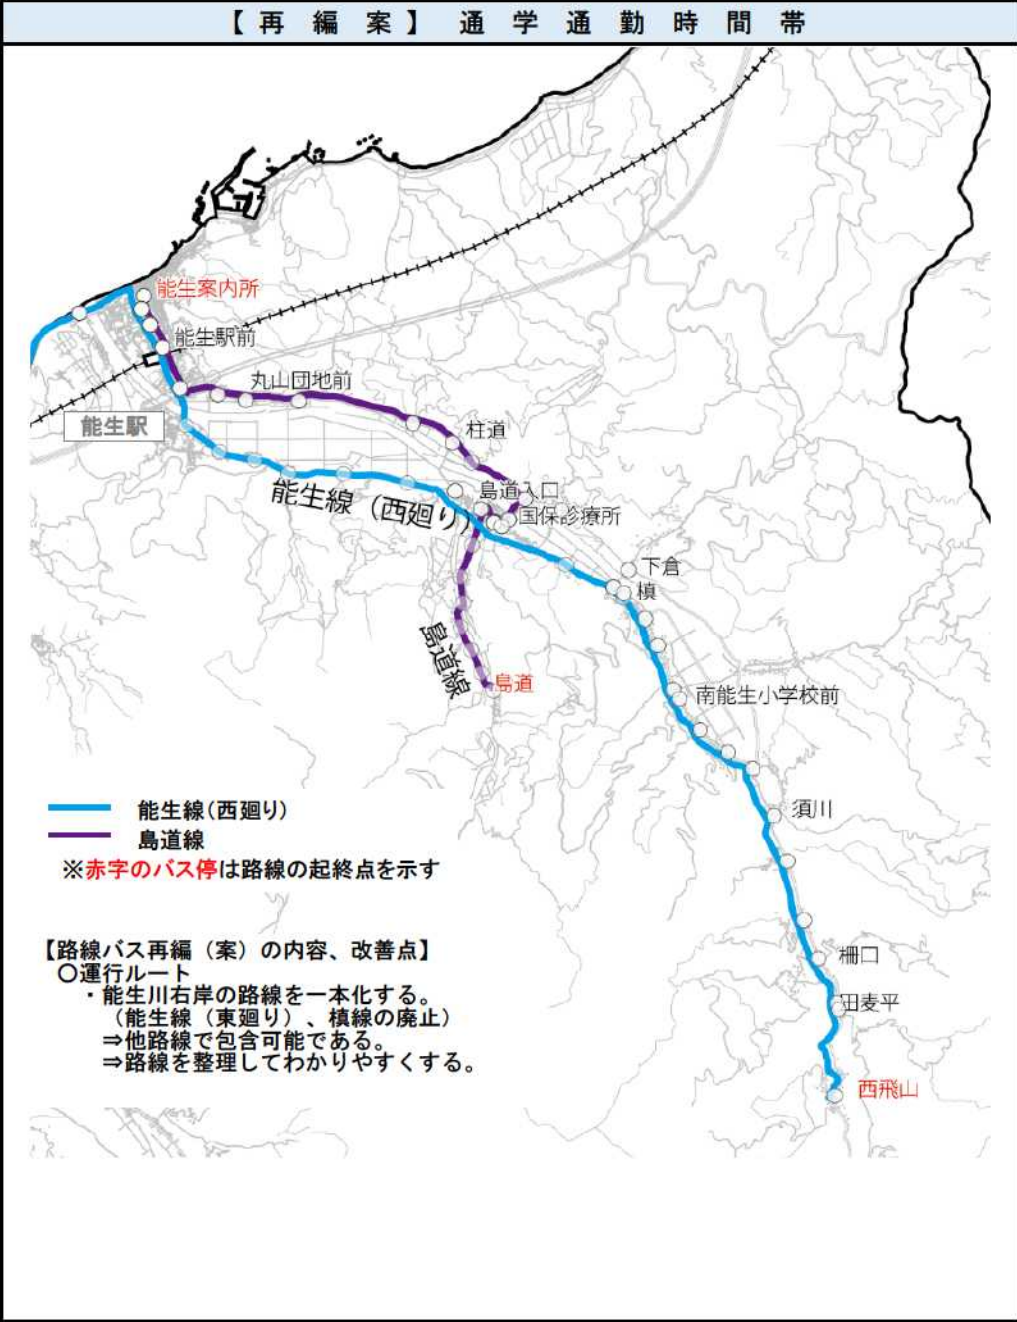 【再編案】通学通勤時間帯
能生案内所
能生駅前
丸山団地前
能生駅
柱道
島道入口
能生線(西廻り)
国保診療所
下倉
槙
島道線
島道
南能生小学校前
能生線(西廻り)
須川
島道線
※赤字のバス停は路線の起終点を示す
【路線バス再編(案)の内容、改善点】
柵口
〇運行ルート
・能生川右岸の路線を一本化する。
(能生線(東廻り)、槙線の廃止)
田麦平
⇒他路線で包含可能である。
⇒路線を整理してわかりやすくする。
西飛山